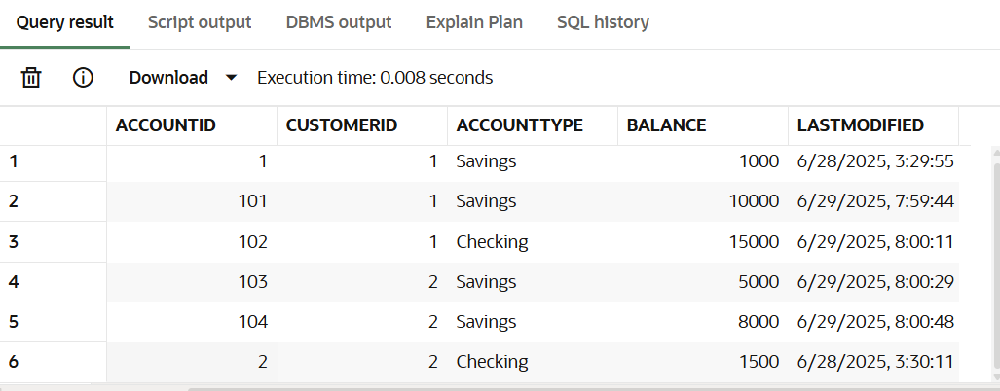 Query result Script output DBMS output Explain Plan SQL history
Download Execution time: 0.008 seconds
ACCOUNTID CUSTOMERID ACCOUNTTYPE BALANCE LASTMODIFIED
1 1 1 Savings 1000 6/28/2025, 3:29:55
2 101 1 Savings 10000 6/29/2025, 7:59:44
3 102 1 Checking 15000 6/29/2025, 8:00:11
4 103 2 Savings 5000 6/29/2025, 8:00:29
5 104 2 Savings 8000 6/29/2025, 8:00:48
6 2 2 Checking 1500 6/28/2025, 3:30:11